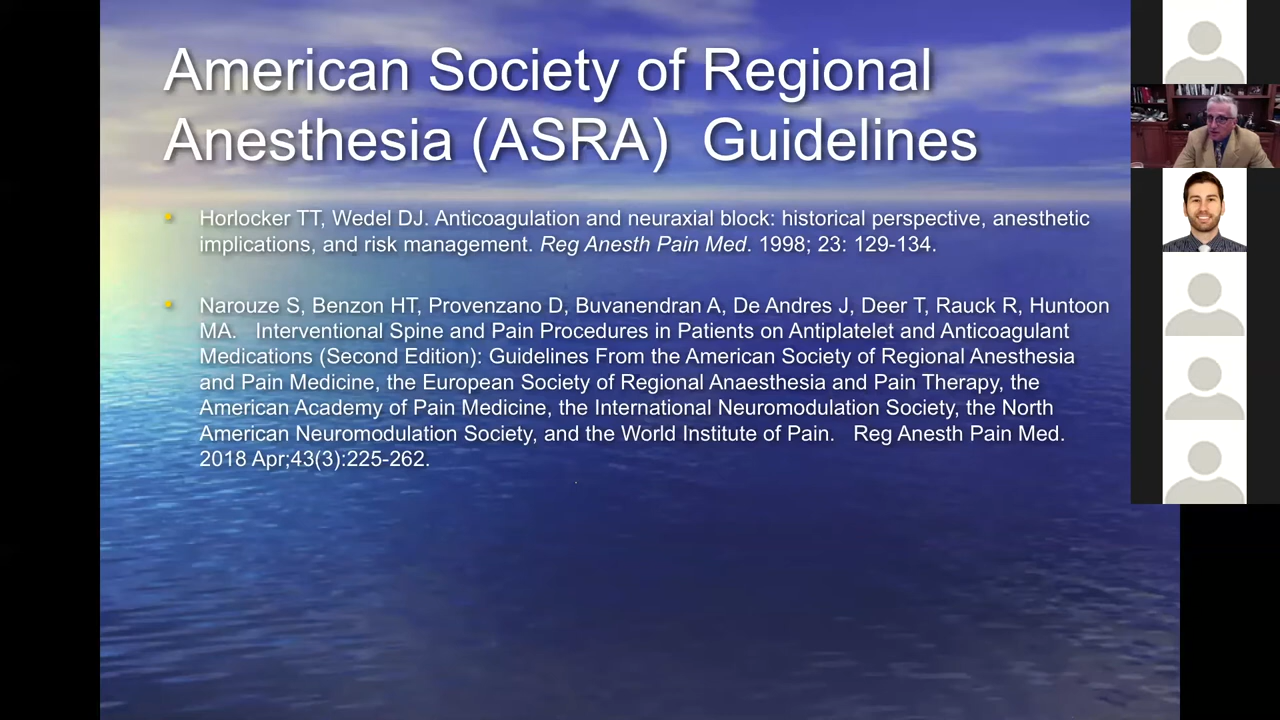 American Society of Regional
Anesthesia (ASRA) Guidelines
Horlocker TT, Wedel DJ. Anticoagulation and neuraxial block: historical perspective, anesthetic
implications, and risk management. Reg Anesth Pain Med. 1998; 23: 129-134.
Narouze S, Benzon HT, Provenzano D, Buvanendran A, De Andres J, Deer T, Rauck R, Huntoon
MA. Interventional Spine and Pain Procedures in Patients on Antiplatelet and Anticoagulant
Medications (Second Edition): Guidelines From the American Society of Regional Anesthesia
and Pain Medicine, the European Society of Regional Anaesthesia and Pain Therapy, the
American Academy of Pain Medicine, the International Neuromodulation Society, the North
American Neuromodulation Society, and the World Institute of Pain. Reg Anesth Pain Med.
2018 Apr;43(3):225-262.